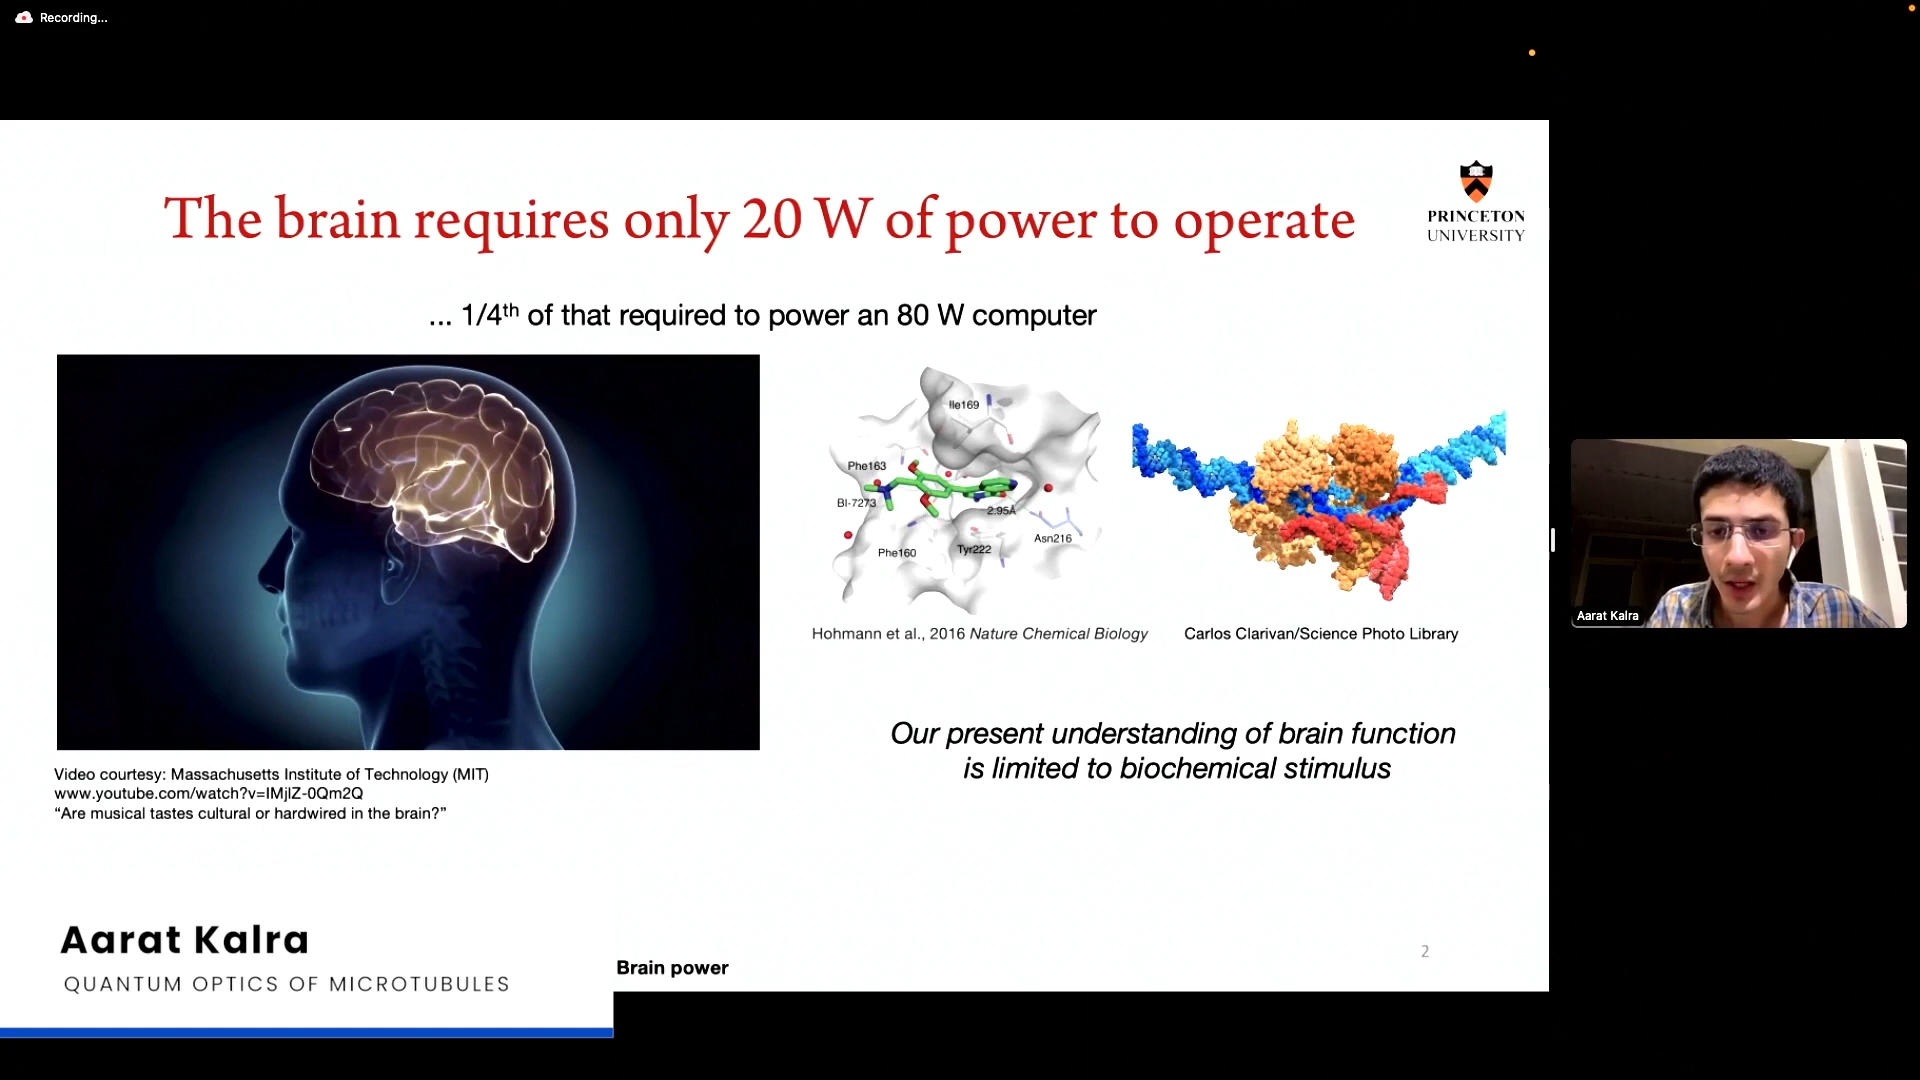 Recording...
The brain requires only 20 W of power to operate
PRINCETON
UNIVERSITY
... 1/4th of that required to power an 80 W computer
Ile169
Phe163
BI-7273
2.95Å
Phe160
Tyr222
Asn216
Hohmann et al., 2016 Nature Chemical Biology
Carlos Clarivan/Science Photo Library
Aarat Kalra
Our present understanding of brain function
is limited to biochemical stimulus
Video courtesy: Massachusetts Institute of Technology (MIT)
www.youtube.com/watch?v=IMjlZ-0Qm2Q
“Are musical tastes cultural or hardwired in the brain?”
Aarat Kalra
QUANTUM OPTICS OF MICROTUBULES
Brain power
2